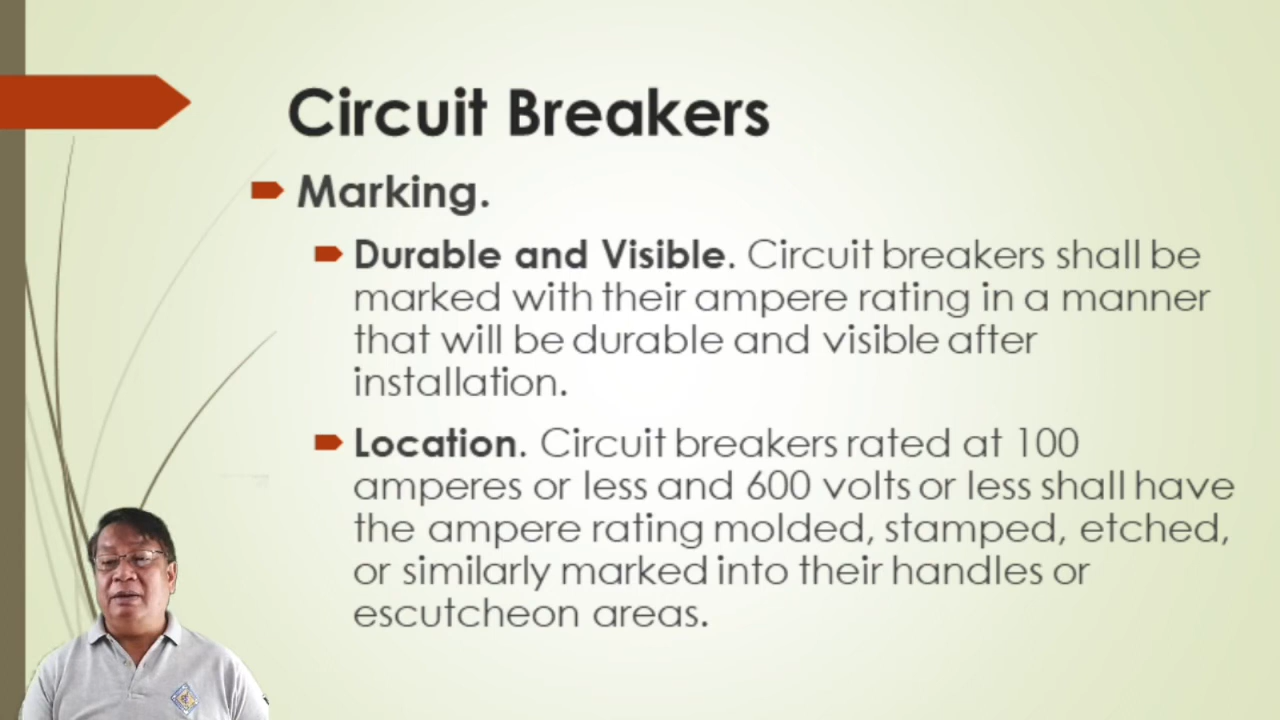 Circuit Breakers
Marking.
Durable and Visible. Circuit breakers shall be
marked with their ampere rating in a manner
that will be durable and visible after
installation.
Location. Circuit breakers rated at 100
amperes or less and 600 volts or less shall have
the ampere rating molded, stamped, etched,
or similarly marked into their handles or
escutcheon areas.